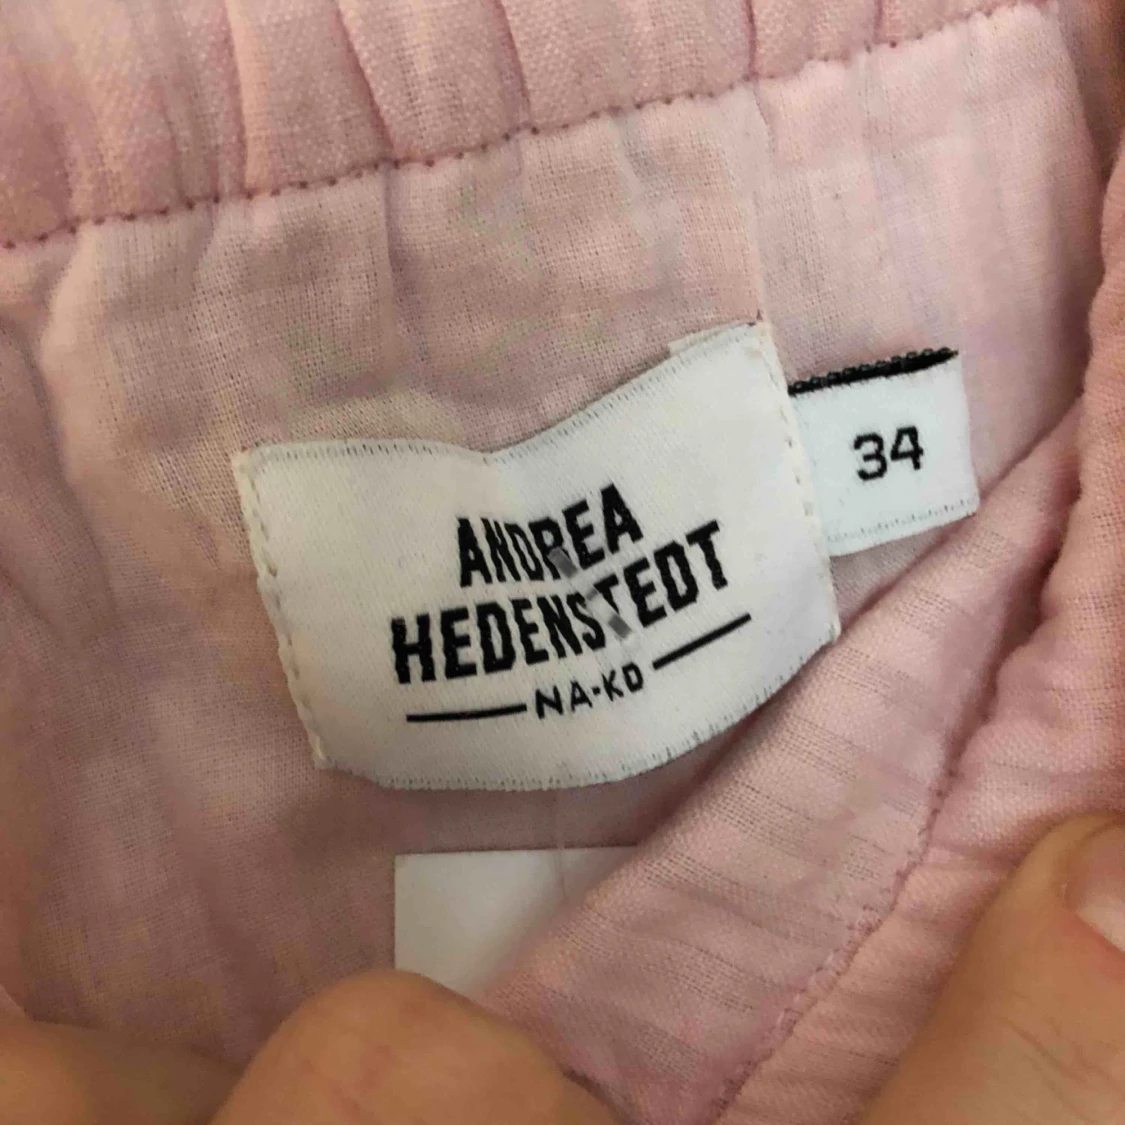 ANDREA
HEDENSTEDT
NA-KD
34